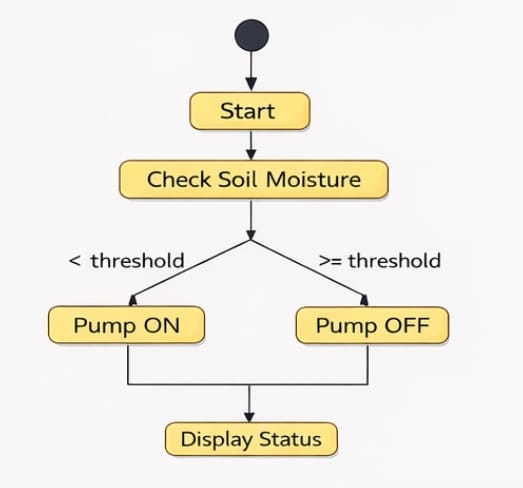 Start
Check Soil Moisture
< threshold
>= threshold
Pump ON
Pump OFF
Display Status